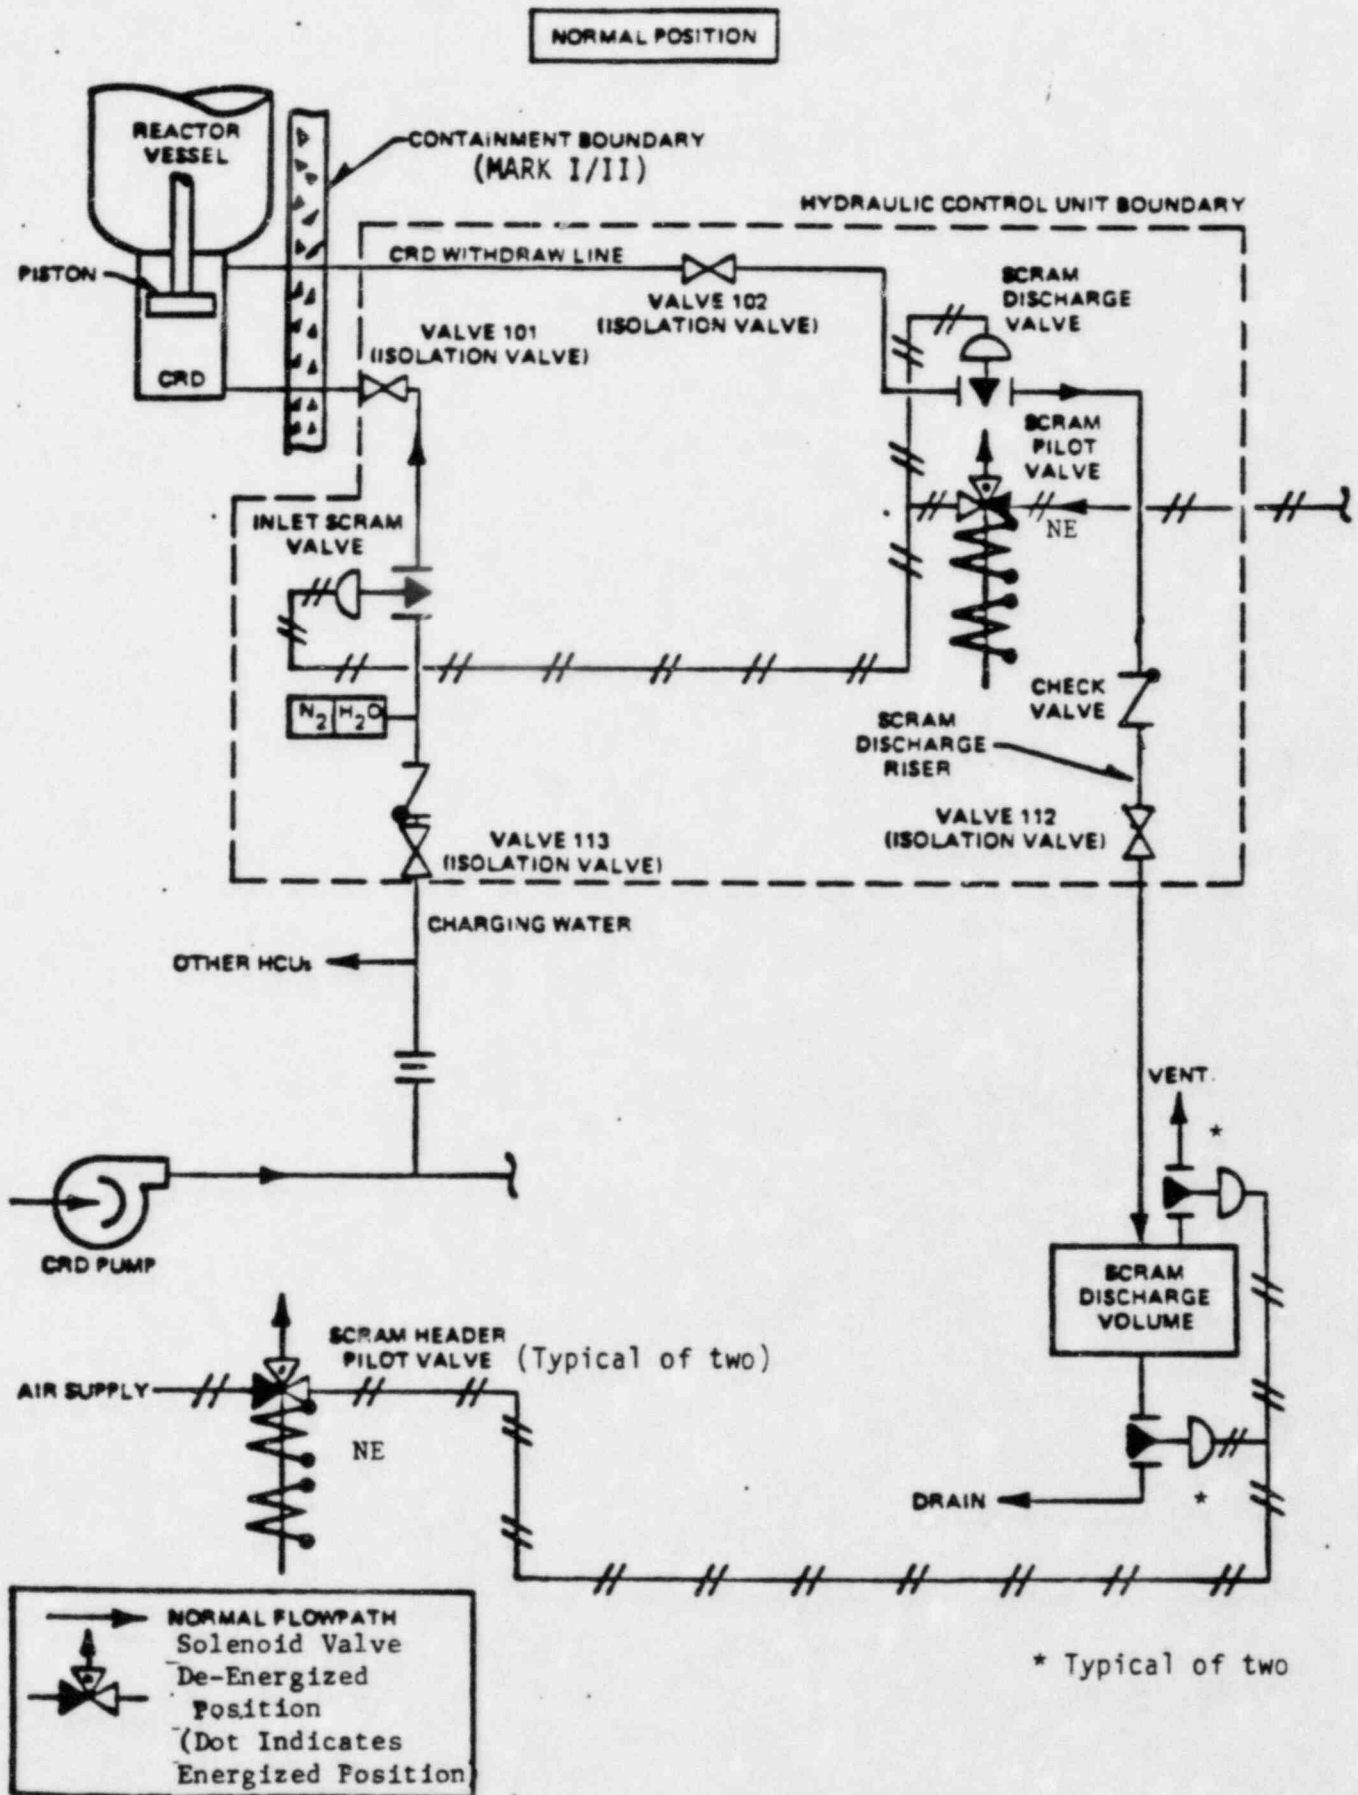 NORMAL POSITION
REACTOR
VESSEL
CONTAINMENT BOUNDARY
(MARK I/II)
HYDRAULIC CONTROL UNIT BOUNDARY
CRD WITHDRAW LINE
PISTON
VALVE 102
(ISOLATION VALVE)
SCRAM
DISCHARGE
VALVE
VALVE 101
(ISOLATION VALVE)
CRD
SCRAM
PILOT
VALVE
INLET SCRAM
VALVE
NE
N2 H2O
CHECK
VALVE
SCRAM
DISCHARGE
RISER
VALVE 112
(ISOLATION VALVE)
VALVE 113
(ISOLATION VALVE)
CHARGING WATER
OTHER HCUs
VENT
*
CRD PUMP
SCRAM
DISCHARGE
VOLUME
SCRAM HEADER
PILOT VALVE (Typical of two)
AIR SUPPLY
NE
DRAIN
*
NORMAL FLOWPATH
Solenoid Valve
De-Energized
Position
(Dot Indicates
Energized Position)
* Typical of two